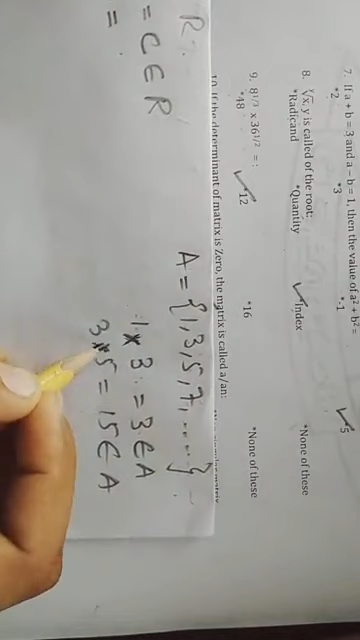 7. If a + b = 3 and a – b = 1, then the value of a² + b² =
*2 *3 *-1 5
8. ʸ√x, y is called of the root:
*Radicand *Quantity Index *None of these
9. 8^1/3 x 36^1/2 = :
*48 12 *16 *None of these
10. If the determinant of matrix is Zero, the matrix is called a/an:
R
= C ∈ R
=
A = {1, 3, 5, 7, ....}
1 x 3 = 3 ∈ A
3 x 5 = 15 ∈ A